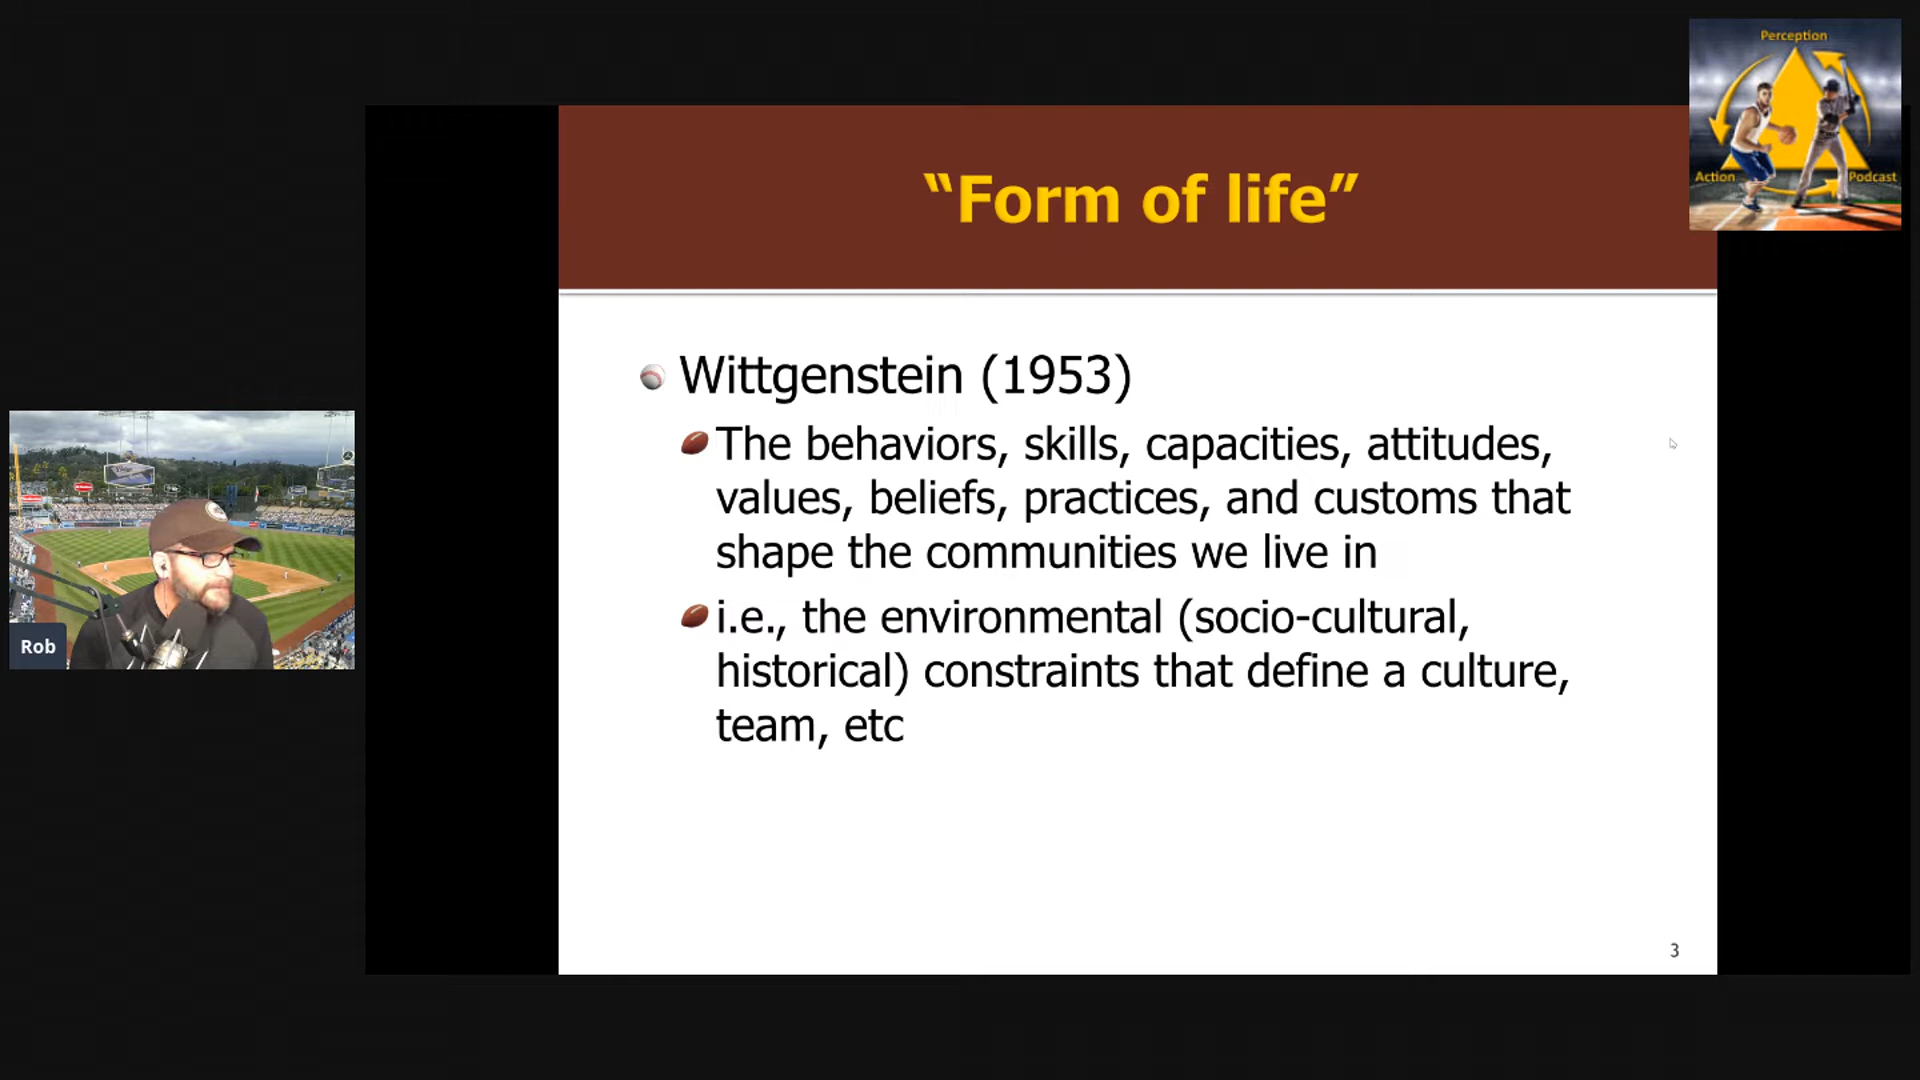 Perception
Action
Podcast
“Form of life”
Wittgenstein (1953)
The behaviors, skills, capacities, attitudes,
values, beliefs, practices, and customs that
shape the communities we live in
i.e., the environmental (socio-cultural,
historical) constraints that define a culture,
team, etc
Rob
3